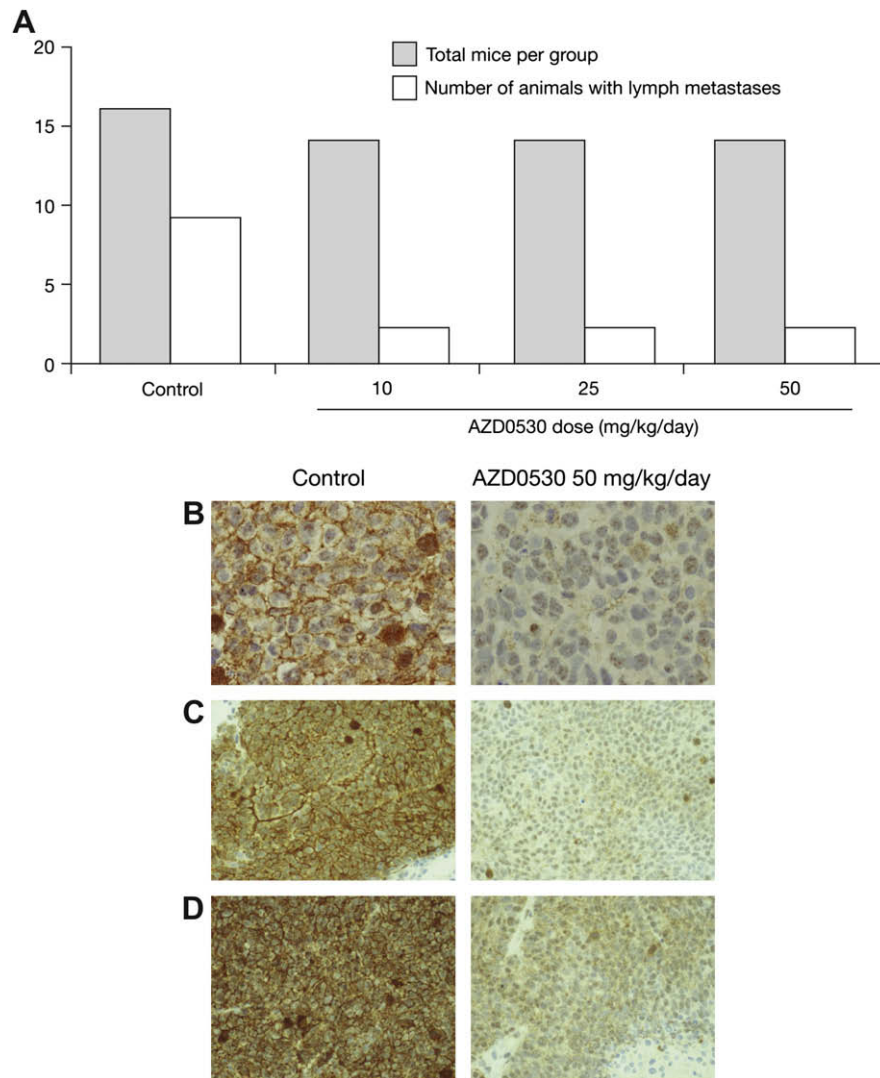 A
20
15
10
5
0
Total mice per group
Number of animals with lymph metastases
Control
10
25
50
AZD0530 dose (mg/kg/day)
Control
AZD0530 50 mg/kg/day
B
C
D